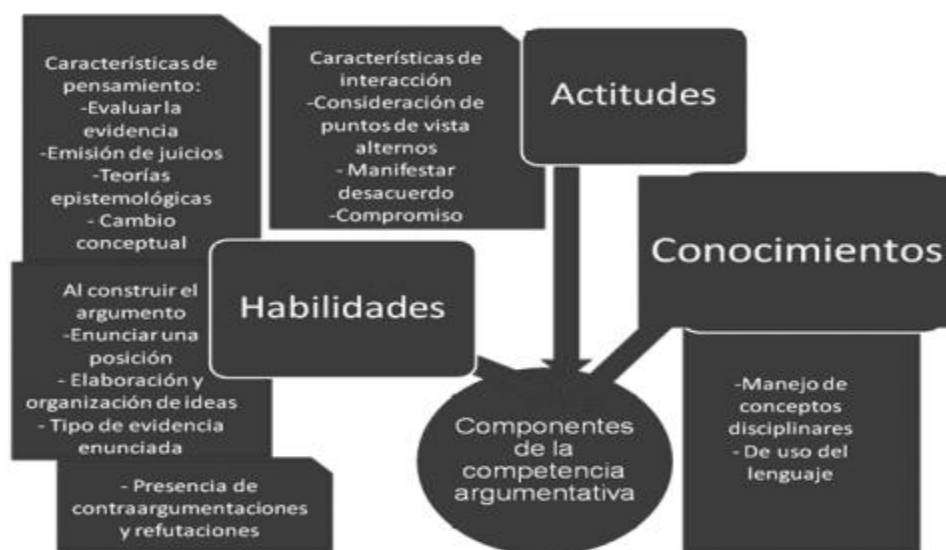 Características de
pensamiento:
-Evaluar la
evidencia
-Emisión de juicios
-Teorías
epistemológicas
- Cambio
conceptual
Características de
interacción
-Consideración de
puntos de vista
alternos
- Manifestar
desacuerdo
-Compromiso
Actitudes
Conocimientos
Habilidades
Al construir el
argumento
-Enunciar una
posición
- Elaboración y
organización de ideas
- Tipo de evidencia
enunciada
- Presencia de
contraargumentaciones
y refutaciones
Componentes
de la
competencia
argumentativa
-Manejo de
conceptos
disciplinares
- De uso del
lenguaje